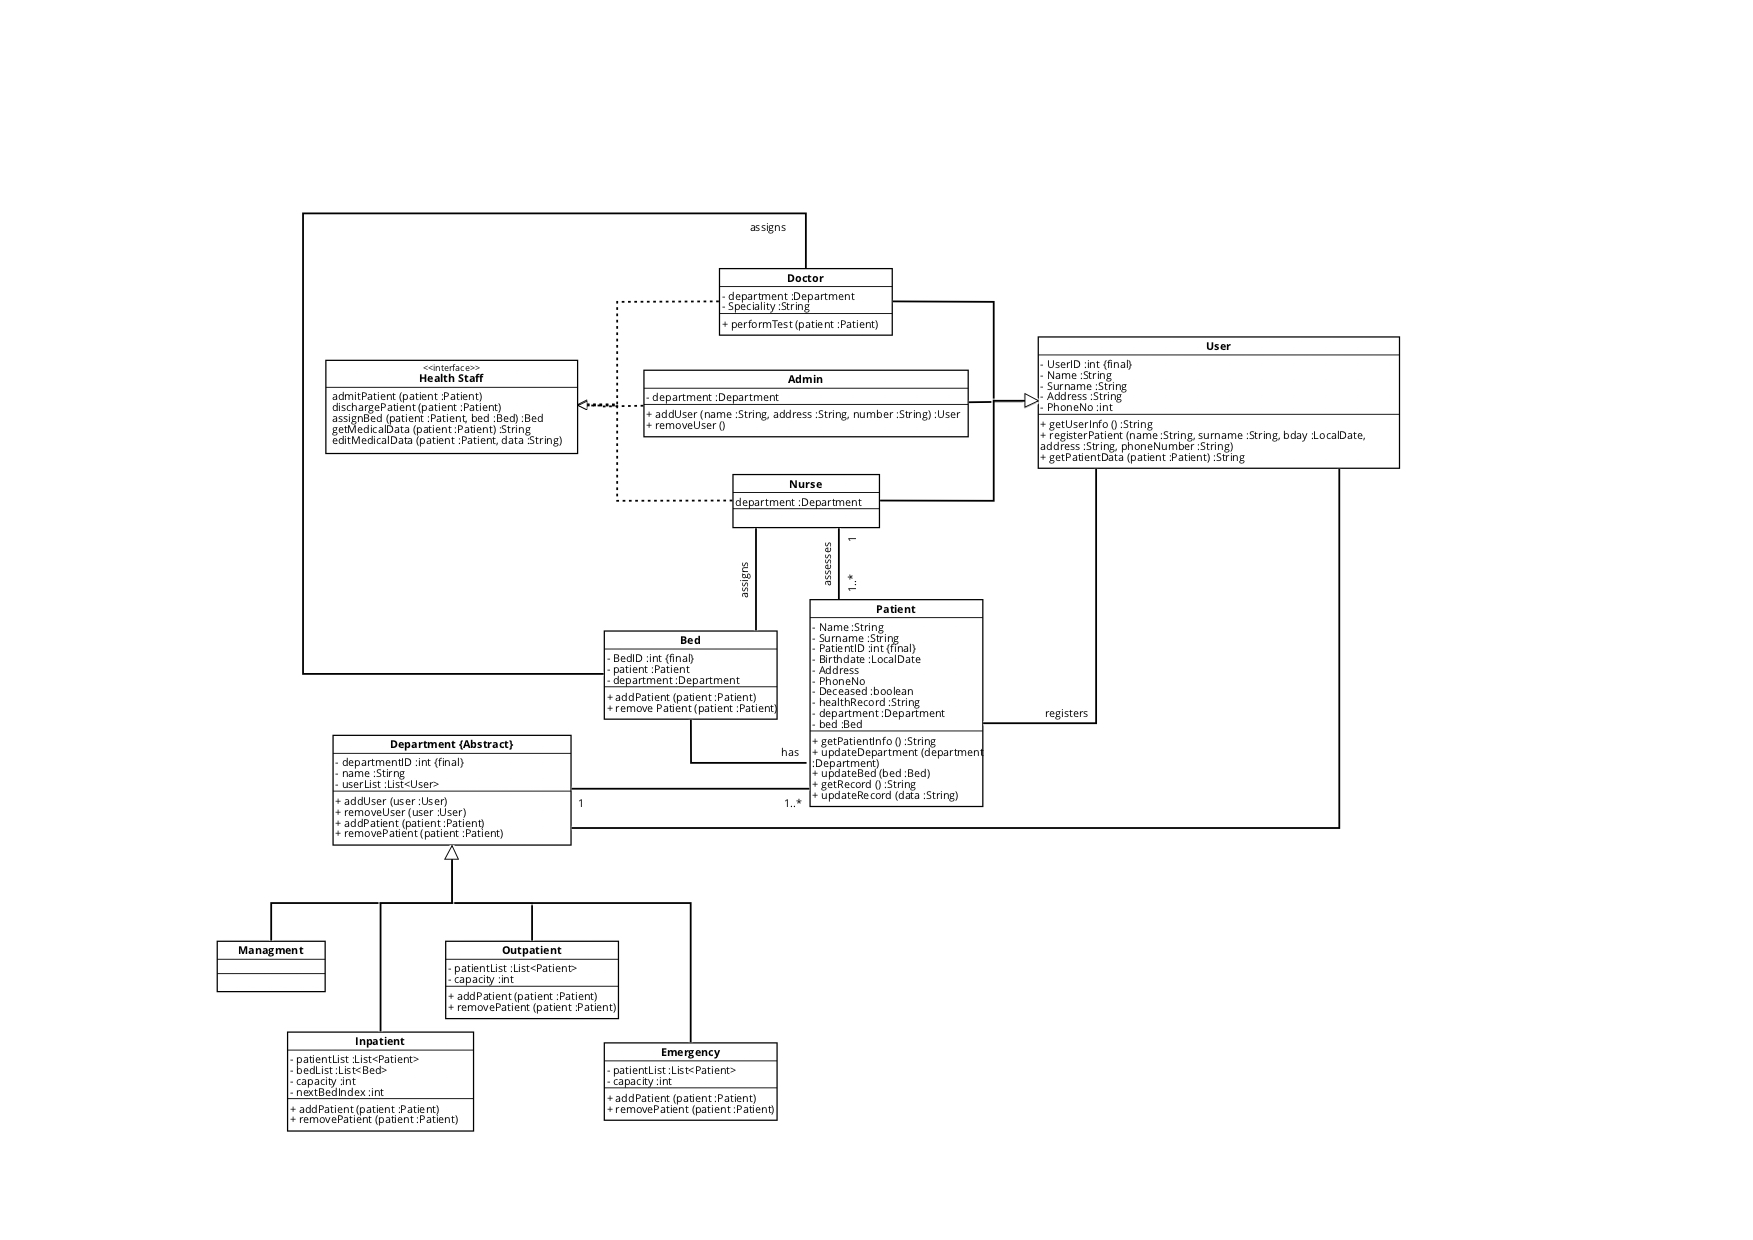 assigns
Doctor
- department :Department
- Speciality :String
+ performTest (patient :Patient)
<<interface>>
Health Staff
admitPatient (patient :Patient)
dischargePatient (patient :Patient)
assignBed (patient :Patient, bed :Bed) :Bed
getMedicalData (patient :Patient) :String
editMedicalData (patient :Patient, data :String)
Admin
- department :Department
+ addUser (name :String, address :String, number :String) :User
+ removeUser ()
User
- UserID :int {final}
- Name :String
- Surname :String
- Address :String
- PhoneNo :int
+ getUserInfo () :String
+ registerPatient (name :String, surname :String, bday :LocalDate,
address :String, phoneNumber :String)
+ getPatientData (patient :Patient) :String
Nurse
department :Department
assigns
assesses
1
1..*
Patient
- Name :String
- Surname :String
- PatientID :int {final}
- Birthdate :LocalDate
- Address
- PhoneNo
- Deceased :boolean
- healthRecord :String
- department :Department
- bed :Bed
+ getPatientInfo () :String
+ updateDepartment (department
:Department)
+ updateBed (bed :Bed)
+ getRecord () :String
+ updateRecord (data :String)
Bed
- BedID :int {final}
- patient :Patient
- department :Department
+ addPatient (patient :Patient)
+ remove Patient (patient :Patient)
registers
has
Department {Abstract}
- departmentID :int {final}
- name :Stirng
- userList :List<User>
+ addUser (user :User)
+ removeUser (user :User)
+ addPatient (patient :Patient)
+ removePatient (patient :Patient)
1
1..*
Managment
Outpatient
- patientList :List<Patient>
- capacity :int
+ addPatient (patient :Patient)
+ removePatient (patient :Patient)
Inpatient
- patientList :List<Patient>
- bedList :List<Bed>
- capacity :int
- nextBedIndex :int
+ addPatient (patient :Patient)
+ removePatient (patient :Patient)
Emergency
- patientList :List<Patient>
- capacity :int
+ addPatient (patient :Patient)
+ removePatient (patient :Patient)